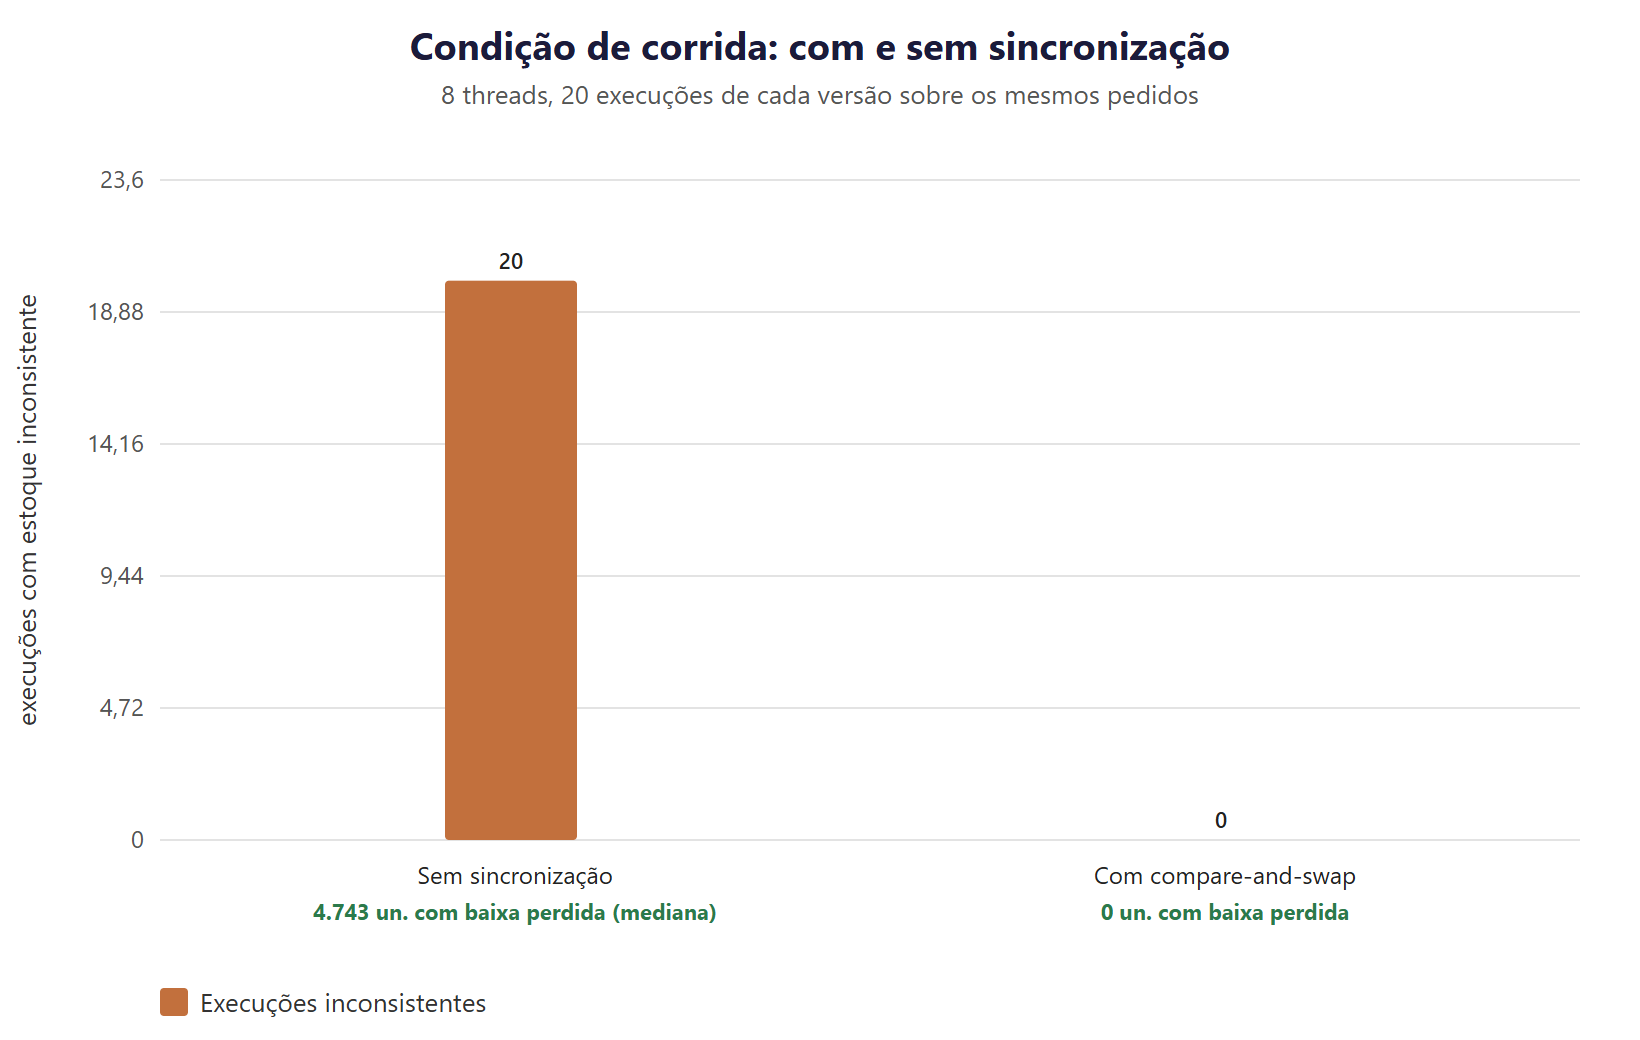 Condição de corrida: com e sem sincronização
8 threads, 20 execuções de cada versão sobre os mesmos pedidos
execuções com estoque inconsistente
23,6
18,88
14,16
9,44
4,72
0
20
0
Sem sincronização
4.743 un. com baixa perdida (mediana)
Com compare-and-swap
0 un. com baixa perdida
Execuções inconsistentes